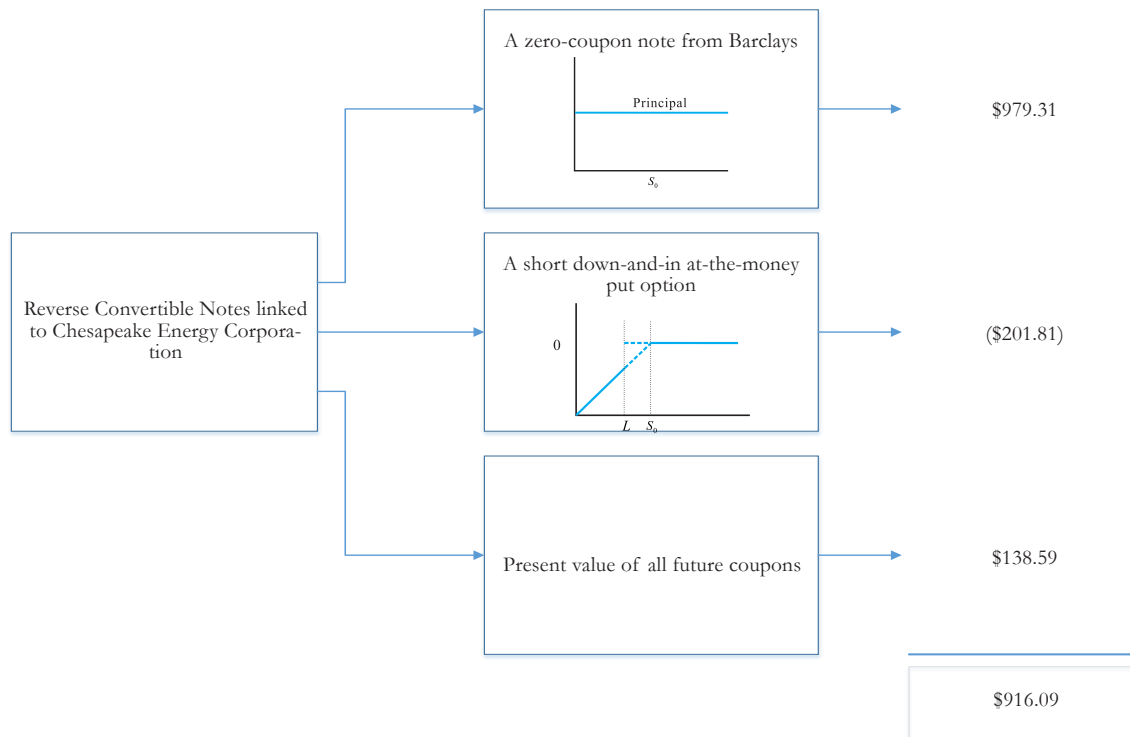 A zero-coupon note from Barclays
Principal
S₀
$979.31
Reverse Convertible Notes linked
to Chesapeake Energy Corpora-
tion
A short down-and-in at-the-money
put option
0
L S₀
($201.81)
Present value of all future coupons
$138.59
$916.09